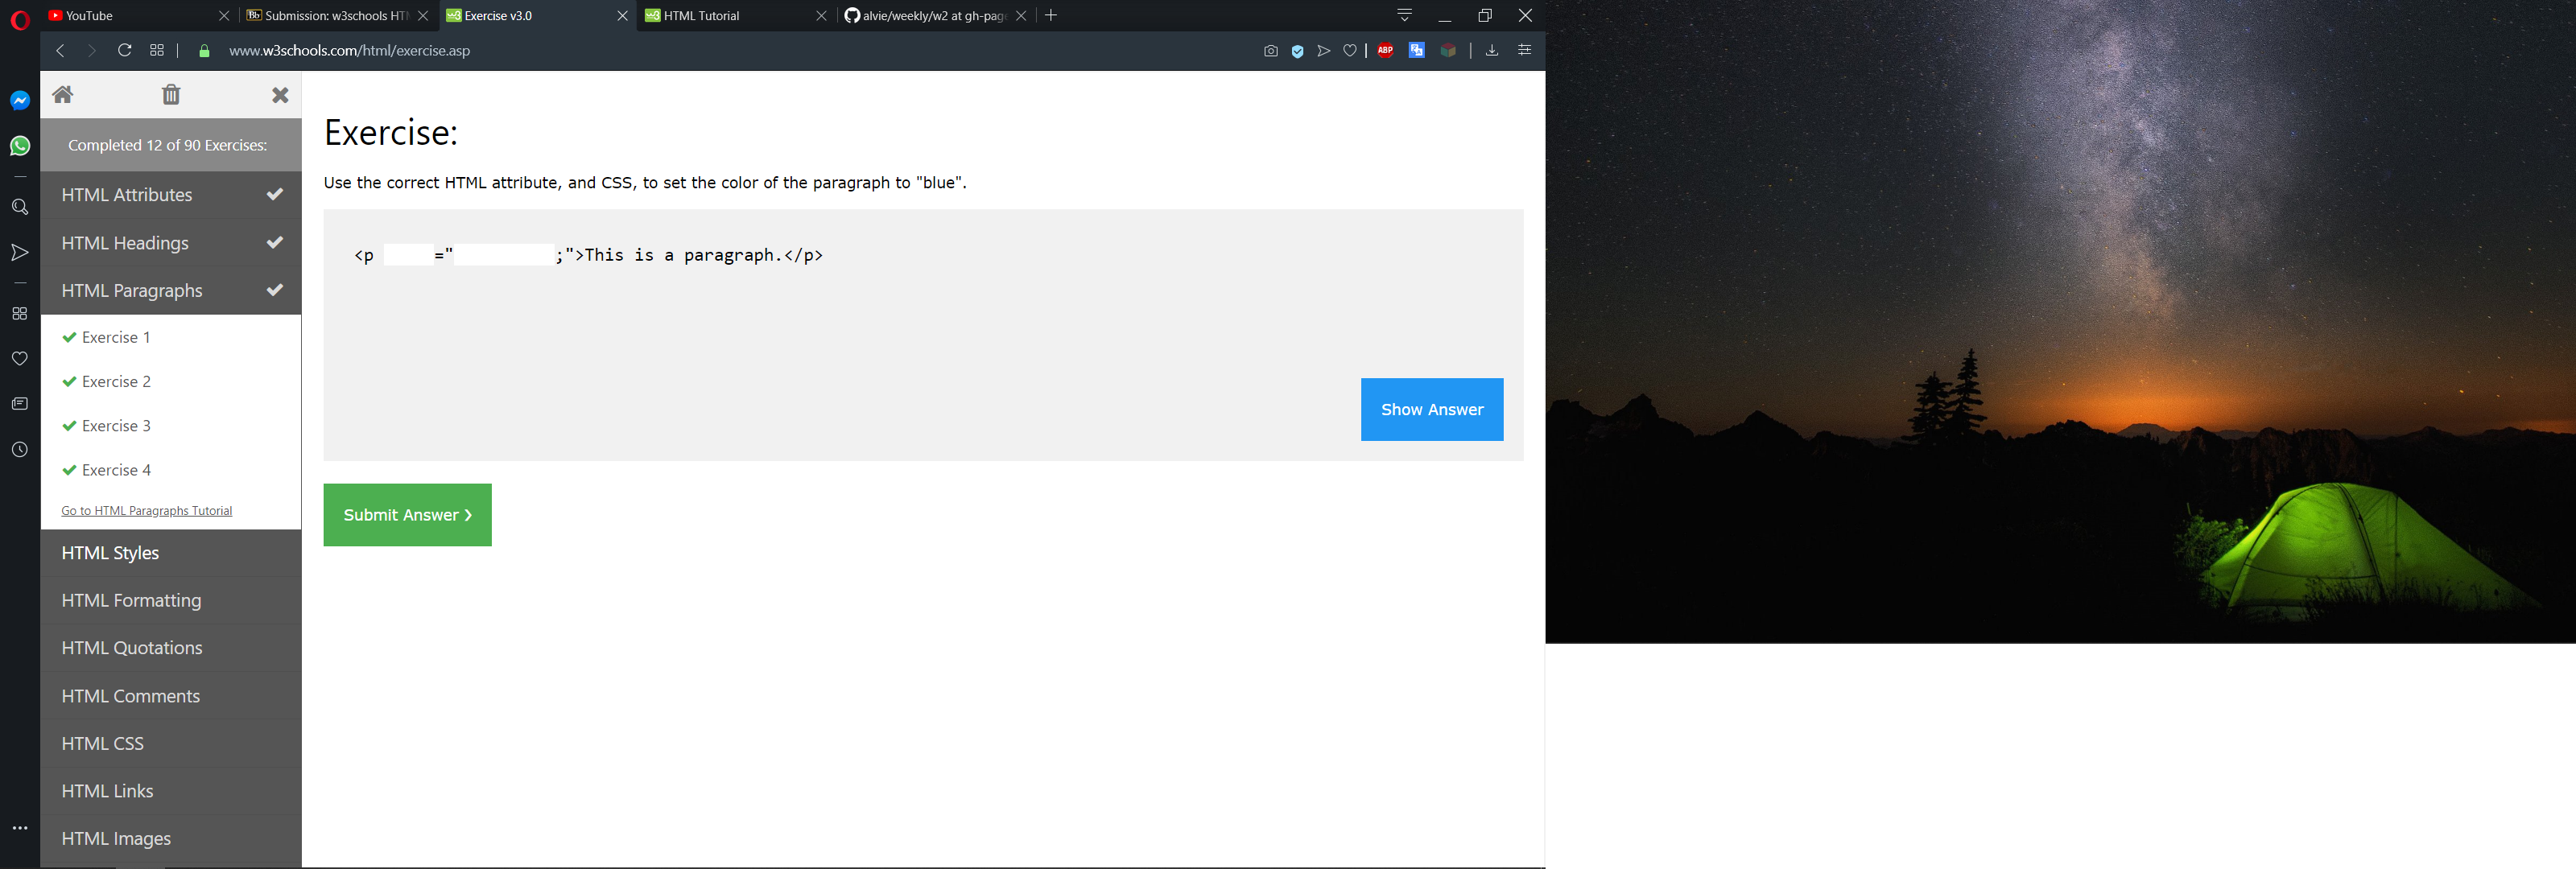 YouTube
Submission: w3schools HTM
Exercise v3.0
HTML Tutorial
alvie/weekly/w2 at gh-page
www.w3schools.com/html/exercise.asp
ABP
Completed 12 of 90 Exercises:
HTML Attributes
HTML Headings
HTML Paragraphs
Exercise 1
Exercise 2
Exercise 3
Exercise 4
Go to HTML Paragraphs Tutorial
HTML Styles
HTML Formatting
HTML Quotations
HTML Comments
HTML CSS
HTML Links
HTML Images
Exercise:
Use the correct HTML attribute, and CSS, to set the color of the paragraph to "blue".
<p      ="          ;">This is a paragraph.</p>
Show Answer
Submit Answer ❯